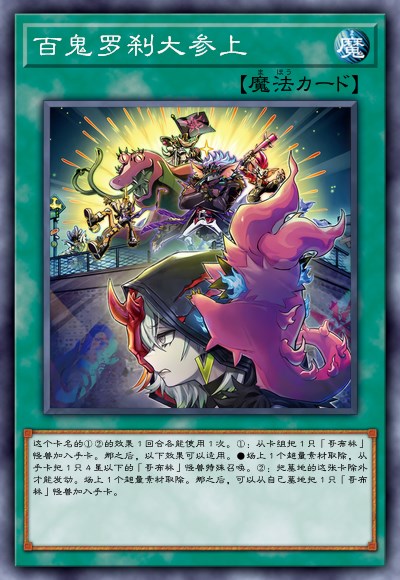 百鬼罗刹大参上
魔
【魔法カード】
まほう
这个卡名的①②的效果1回合各能使用1次。①：从卡组把1只「哥布林」
怪兽加入手卡。那之后，以下效果可以适用。●场上1个超量素材取除，从
手卡把1只4星以下的「哥布林」怪兽特殊召唤。②：把墓地的这张卡除外
才能发动。场上1个超量素材取除。那之后，可以从自己墓地把1只「哥布
林」怪兽加入手卡。